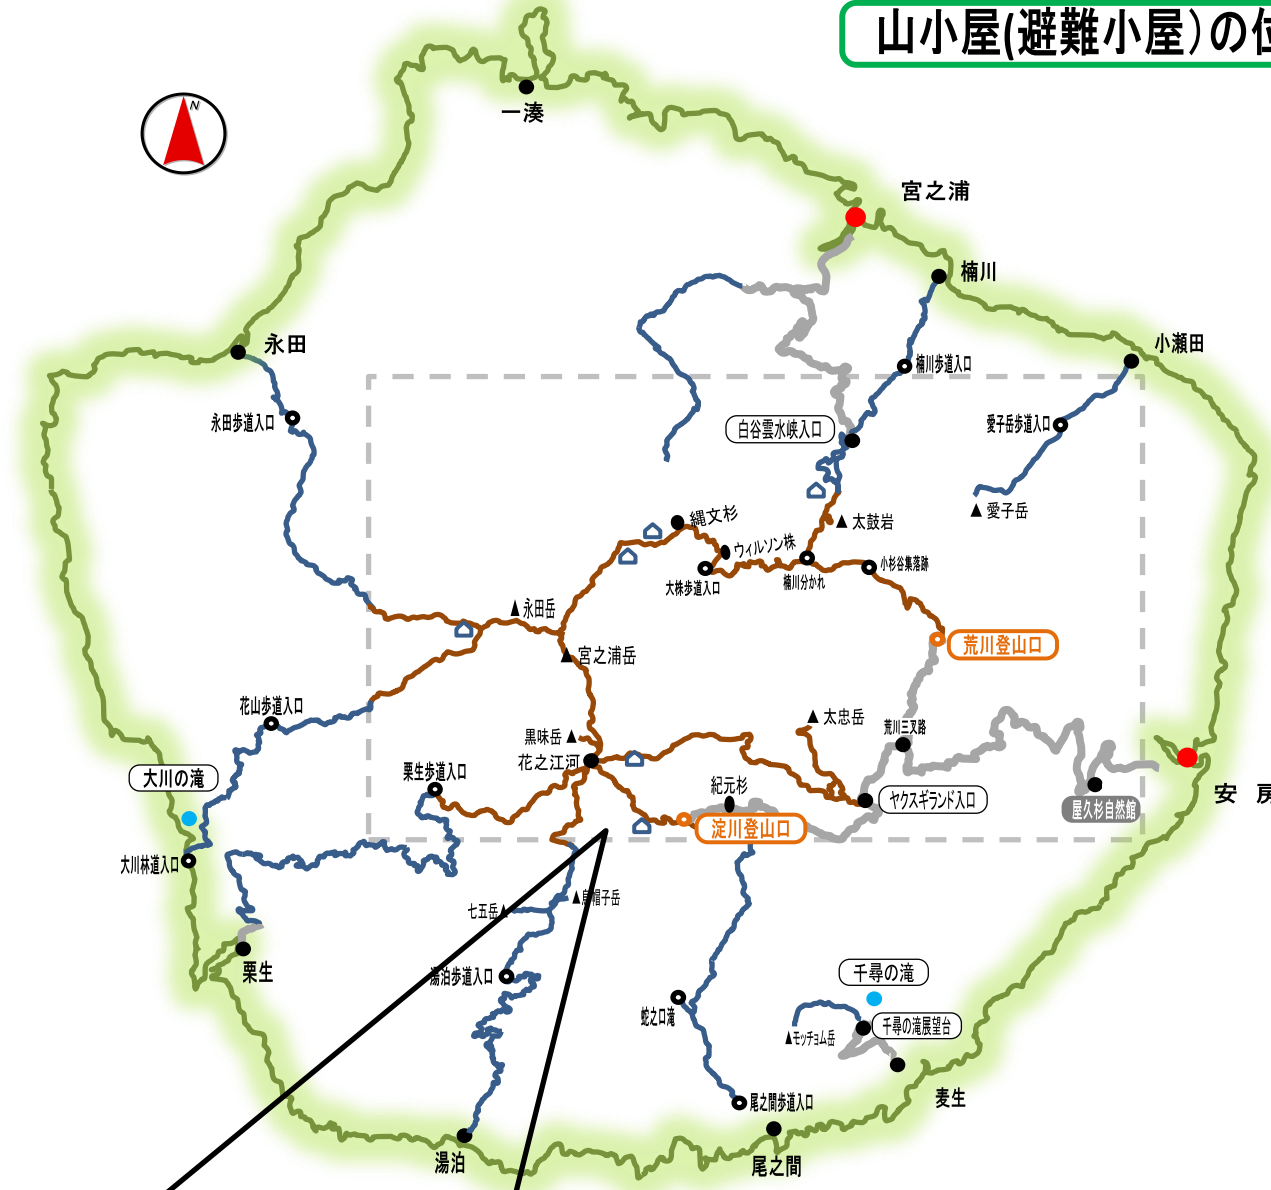 山小屋(避難小屋)の位
N
一湊
宮之浦
楠川
小瀬田
永田
楠川歩道入口
永田歩道入口
白谷雲水峡入口
愛子岳歩道入口
▲愛子岳
縄文杉
▲太鼓岩
ウィルソン株
大株歩道入口
楠川分かれ
小杉谷集落跡
▲永田岳
荒川登山口
▲宮之浦岳
花山歩道入口
▲太忠岳
荒川三叉路
黒味岳▲
花之江河
大川の滝
栗生歩道入口
紀元杉
ヤクスギランド入口
安房
屋久杉自然館
淀川登山口
大川林道入口
七五岳▲
▲烏帽子岳
栗生
湯泊歩道入口
千尋の滝
蛇之口滝
千尋の滝展望台
▲モッチョム岳
麦生
尾之間歩道入口
湯泊
尾之間